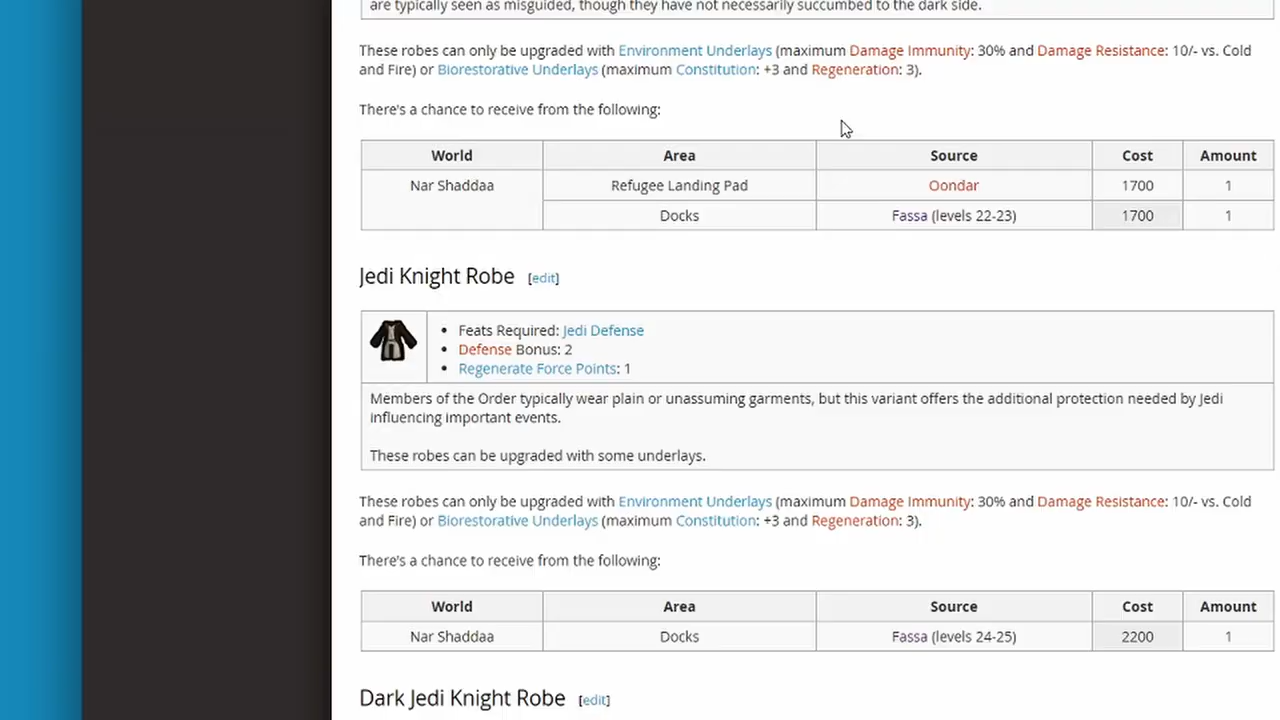 are typically seen as misguided, though they have not necessarily succumbed to the dark side.
These robes can only be upgraded with Environment Underlays (maximum Damage Immunity: 30% and Damage Resistance: 10/- vs. Cold
and Fire) or Biorestorative Underlays (maximum Constitution: +3 and Regeneration: 3).
There's a chance to receive from the following:
World Area Source Cost Amount
Nar Shaddaa Refugee Landing Pad Oondar 1700 1
Docks Fassa (levels 22-23) 1700 1
Jedi Knight Robe [edit]
• Feats Required: Jedi Defense
• Defense Bonus: 2
• Regenerate Force Points: 1
Members of the Order typically wear plain or unassuming garments, but this variant offers the additional protection needed by Jedi
influencing important events.
These robes can be upgraded with some underlays.
These robes can only be upgraded with Environment Underlays (maximum Damage Immunity: 30% and Damage Resistance: 10/- vs. Cold
and Fire) or Biorestorative Underlays (maximum Constitution: +3 and Regeneration: 3).
There's a chance to receive from the following:
World Area Source Cost Amount
Nar Shaddaa Docks Fassa (levels 24-25) 2200 1
Dark Jedi Knight Robe [edit]